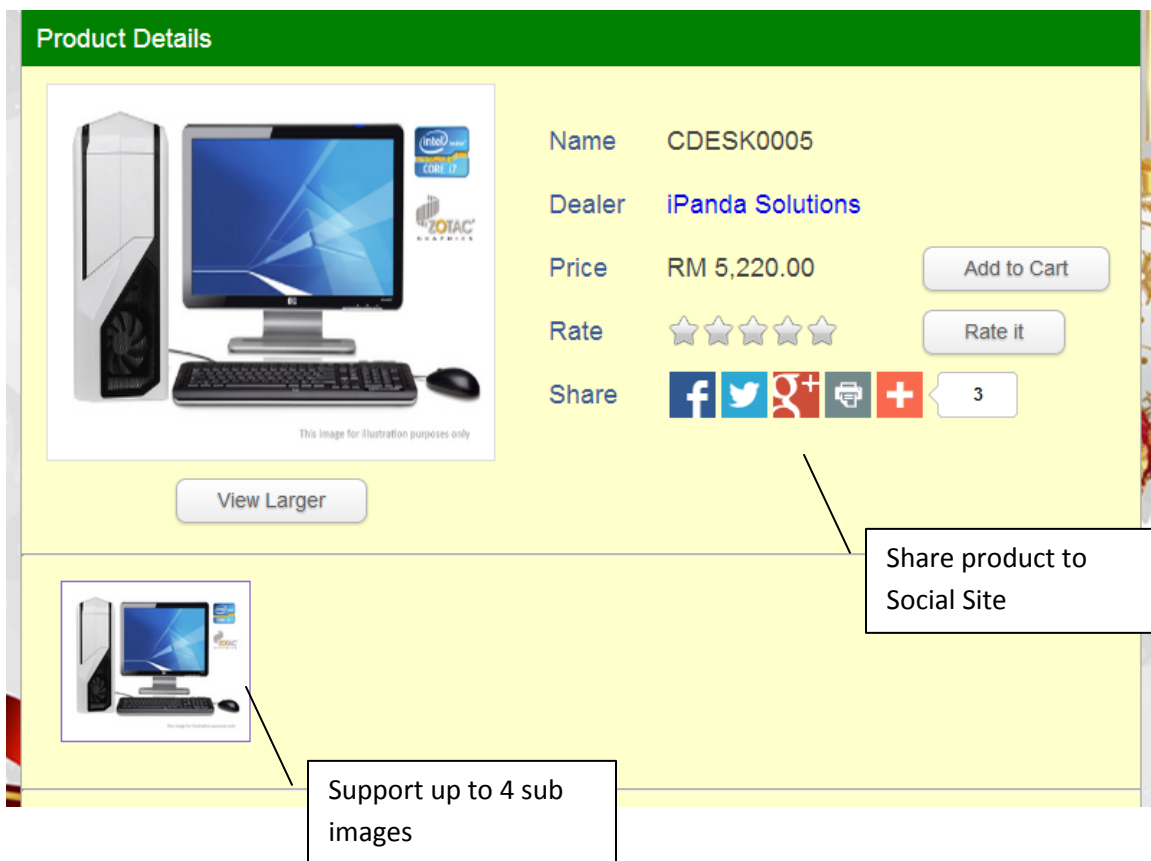 Product Details
(intel)
CORE i7
ZOTAC
GRAPHICS
This image for illustration purposes only
View Larger
Name CDESK0005
Dealer iPanda Solutions
Price RM 5,220.00 Add to Cart
Rate Rate it
Share f g+ + 3
Share product to
Social Site
ZOTAC
Support up to 4 sub
images